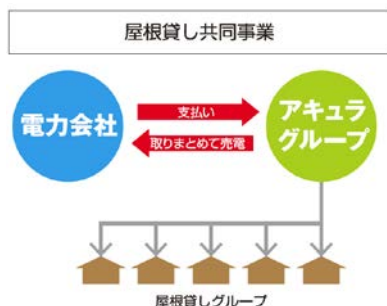 屋根貸し共同事業
電力会社
支払い
取りまとめて売電
アキュラ
グループ
屋根貸しグループ